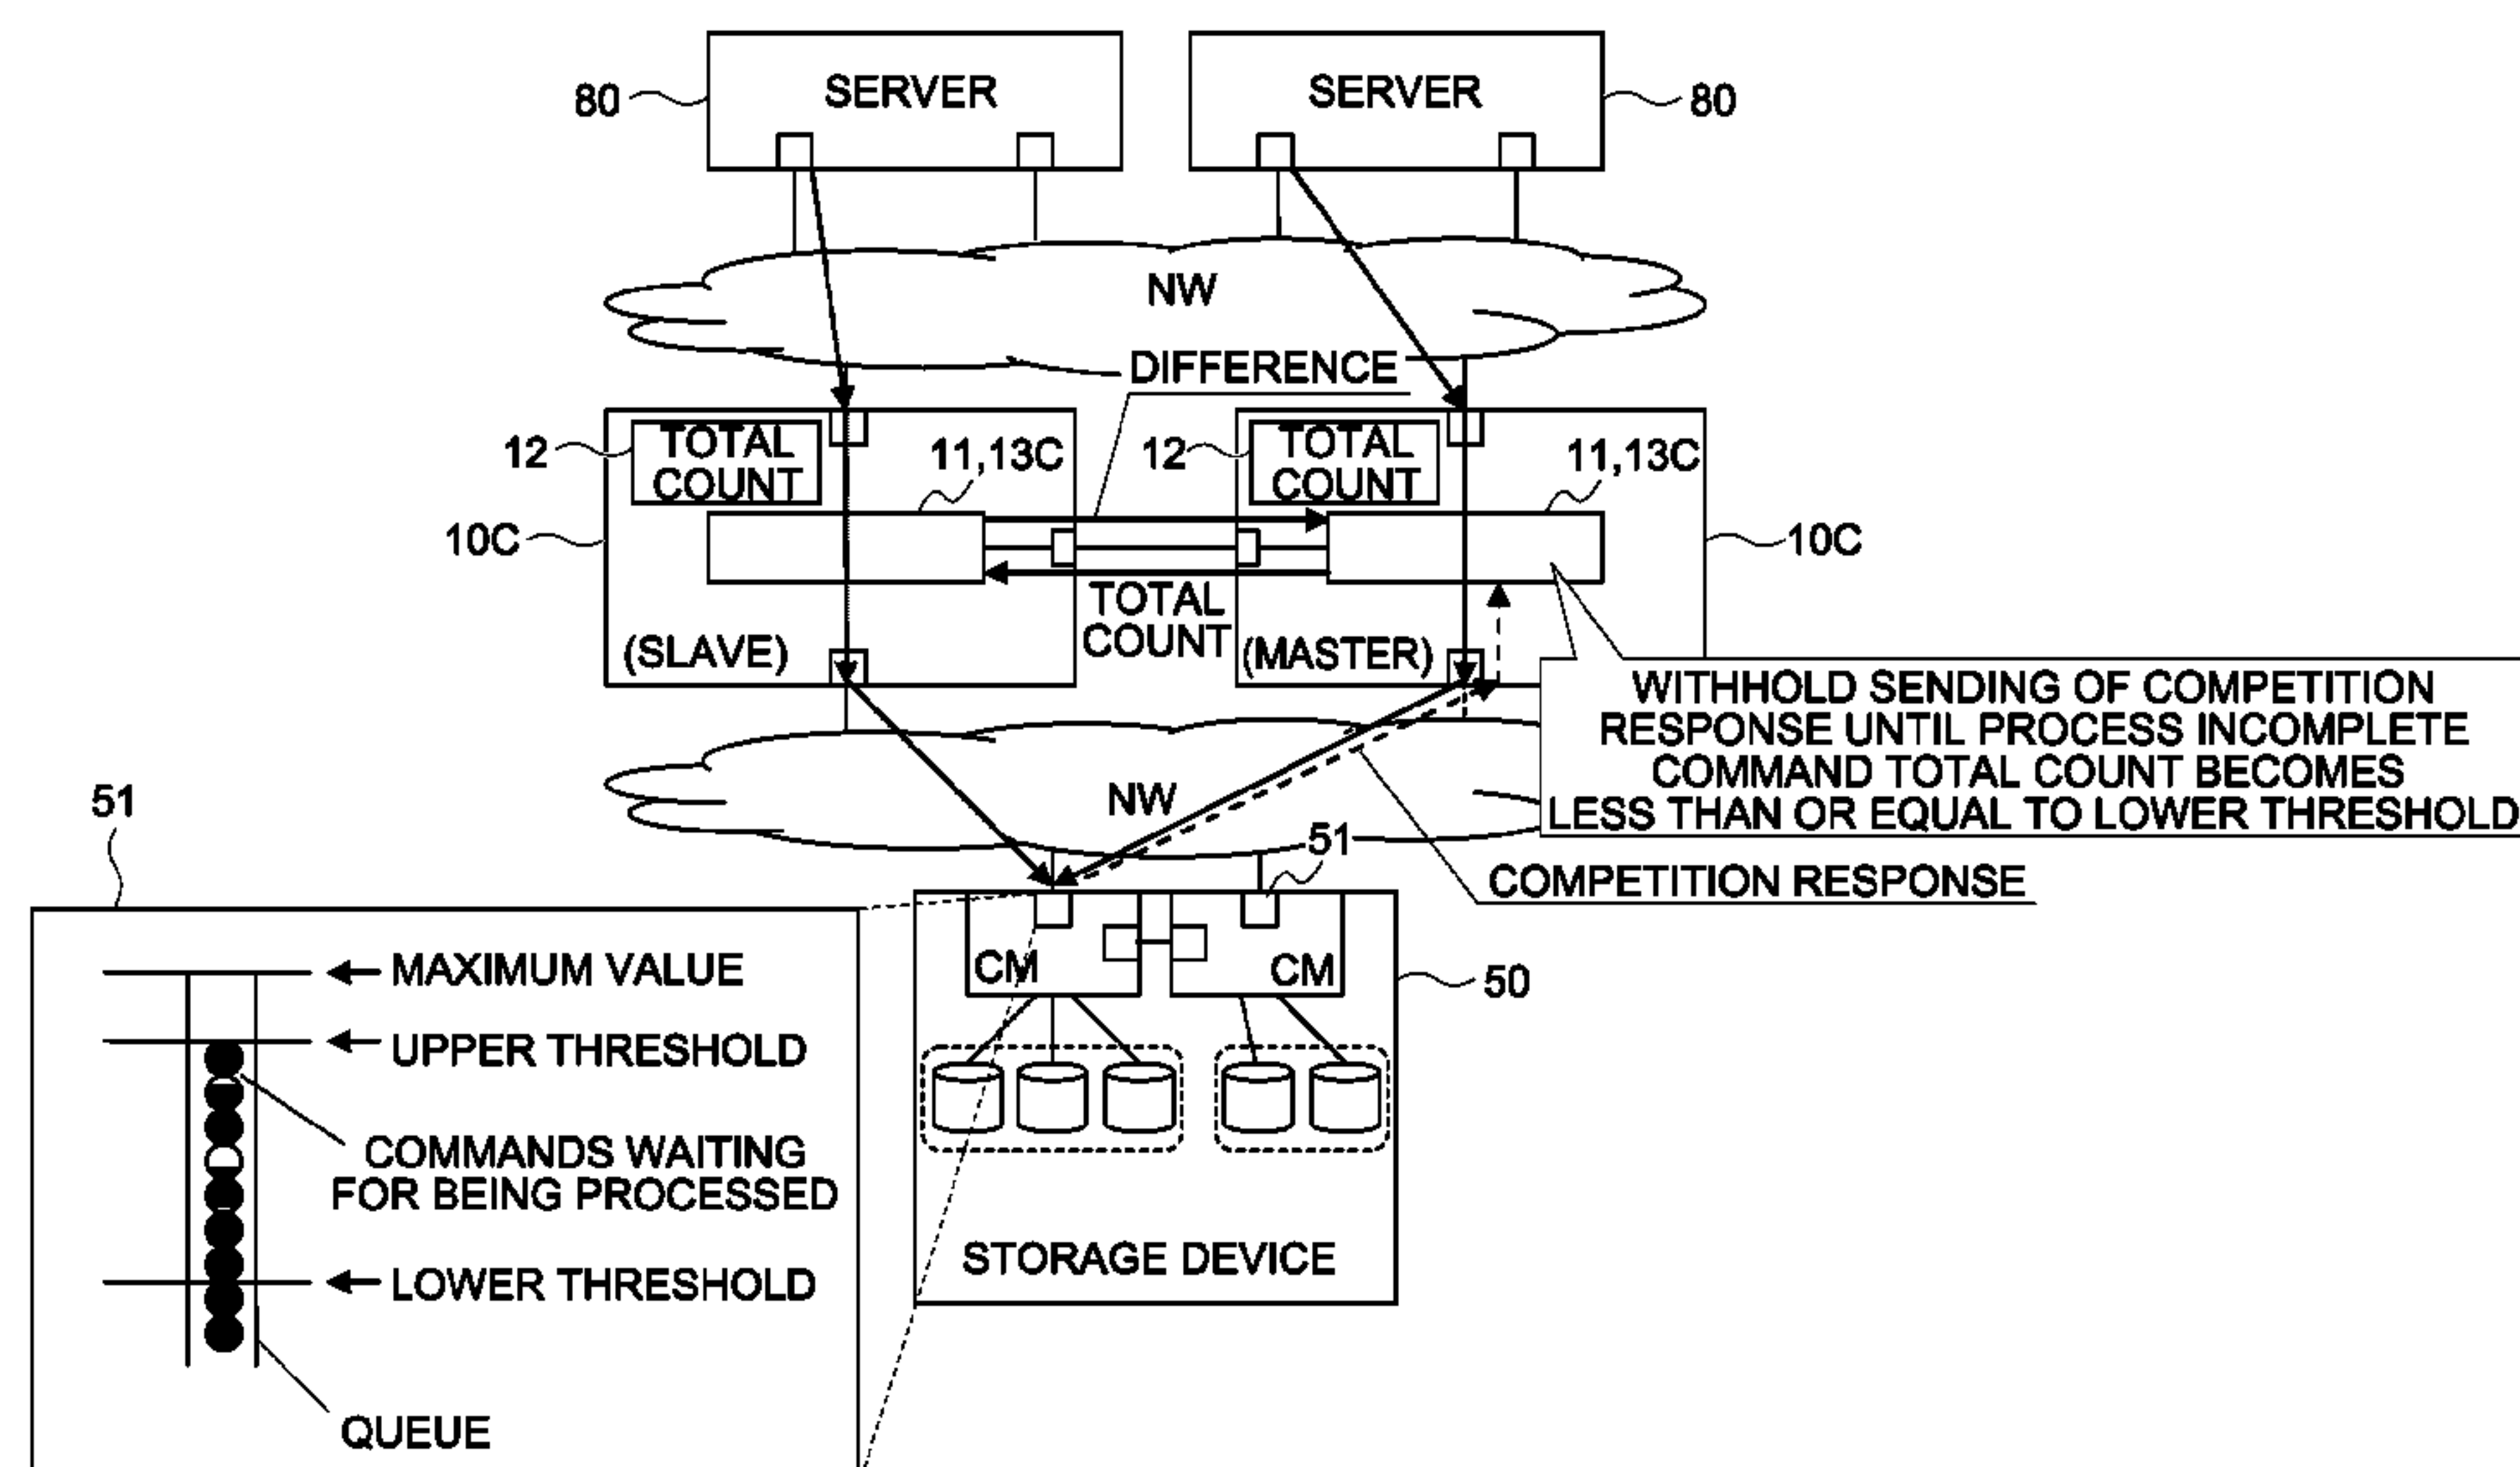 SERVER
SERVER
80
80
NW
DIFFERENCE
12
TOTAL
COUNT
11,13C
12
TOTAL
COUNT
11,13C
10C
10C
TOTAL
COUNT
(SLAVE)
(MASTER)
WITHHOLD SENDING OF COMPETITION
RESPONSE UNTIL PROCESS INCOMPLETE
COMMAND TOTAL COUNT BECOMES
LESS THAN OR EQUAL TO LOWER THRESHOLD
NW
51
51
COMPETITION RESPONSE
CM
CM
50
MAXIMUM VALUE
UPPER THRESHOLD
COMMANDS WAITING
FOR BEING PROCESSED
LOWER THRESHOLD
STORAGE DEVICE
QUEUE